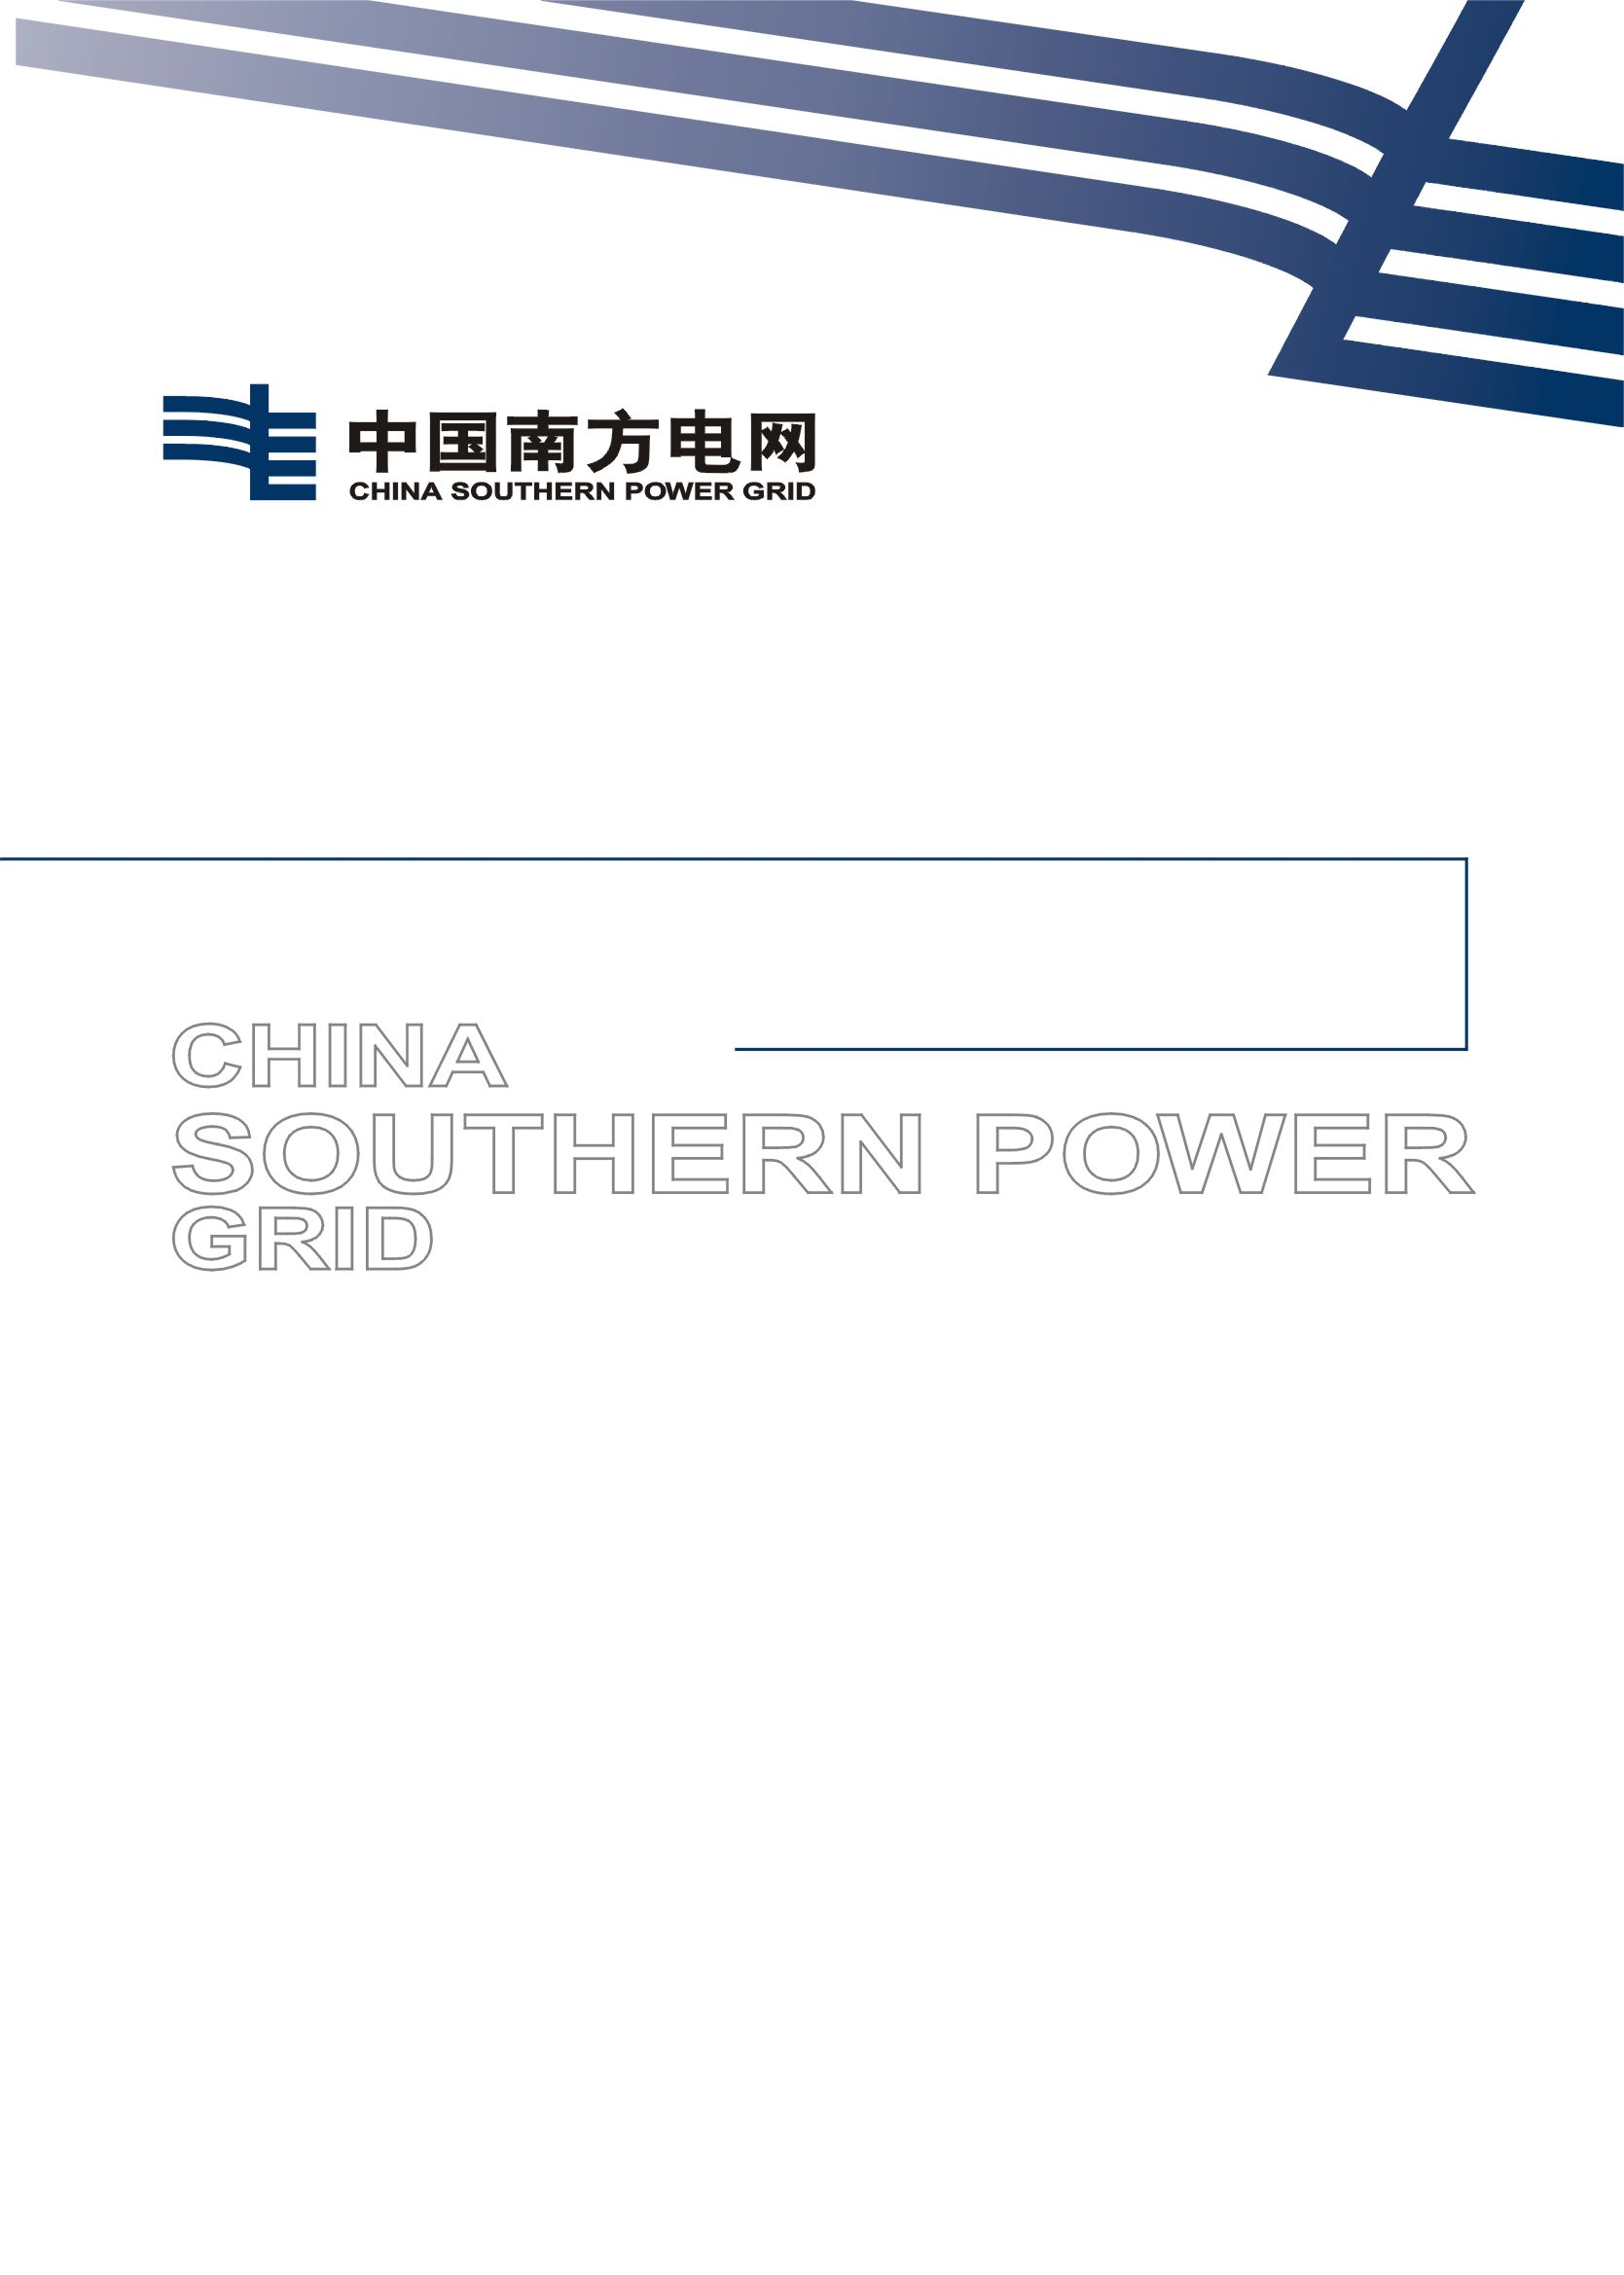 中国南方电网
CHINA SOUTHERN POWER GRID
CHINA
SOUTHERN POWER
GRID